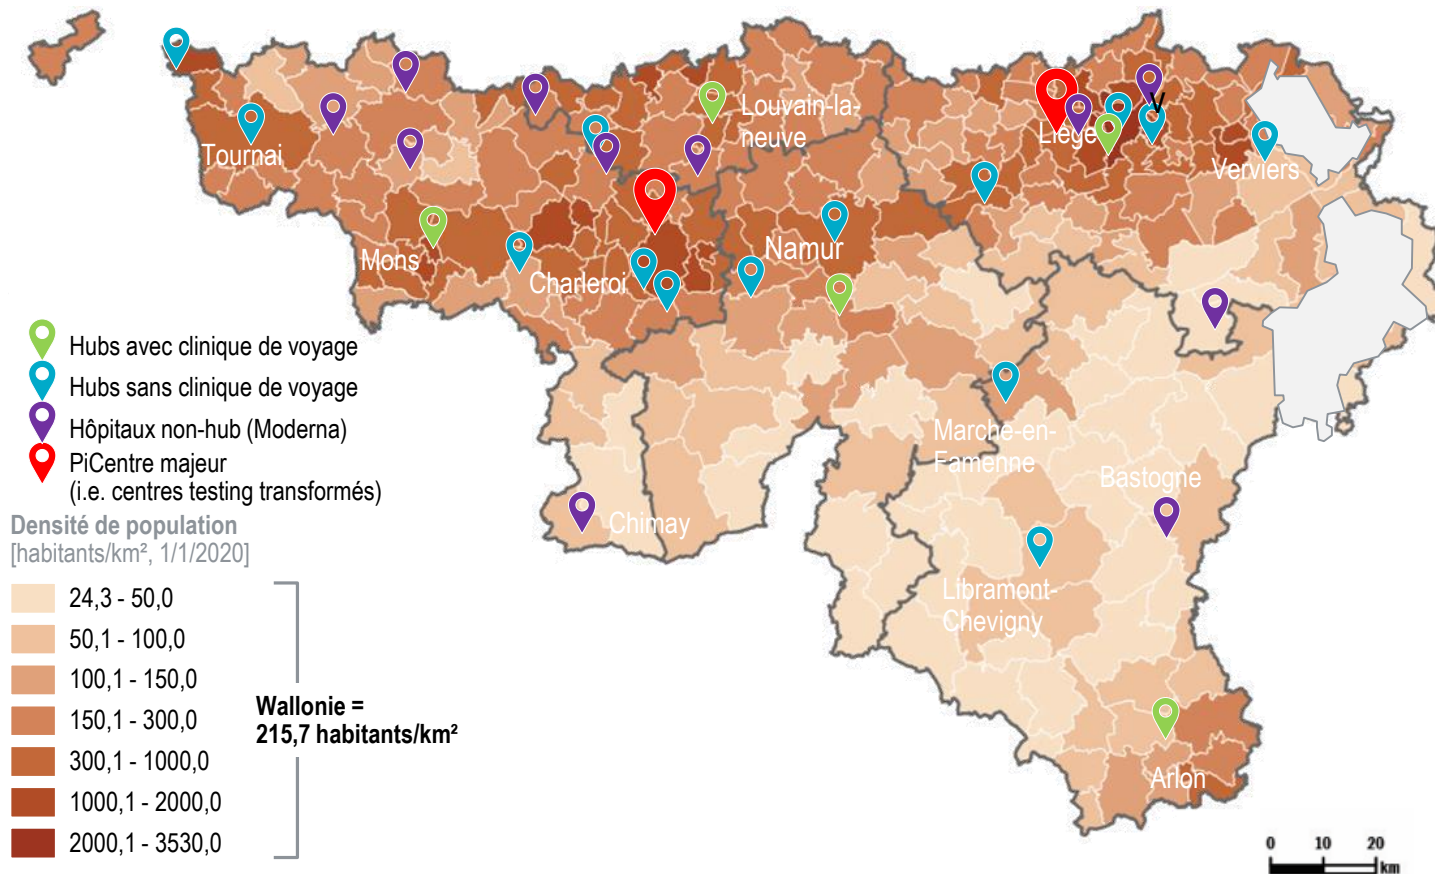 Louvain-la-
neuve
V
Liège
Tournai
Verviers
Namur
Mons
Charleroi
Hubs avec clinique de voyage
Hubs sans clinique de voyage
Hôpitaux non-hub (Moderna)
PiCentre majeur
(i.e. centres testing transformés)
Marche-en-
Famenne
Bastogne
Chimay
Densité de population
[habitants/km², 1/1/2020]
24,3 - 50,0
50,1 - 100,0
100,1 - 150,0
150,1 - 300,0
300,1 - 1000,0
1000,1 - 2000,0
2000,1 - 3530,0
Wallonie =
215,7 habitants/km²
Libramont-
Chevigny
Arlon
0 10 20
km